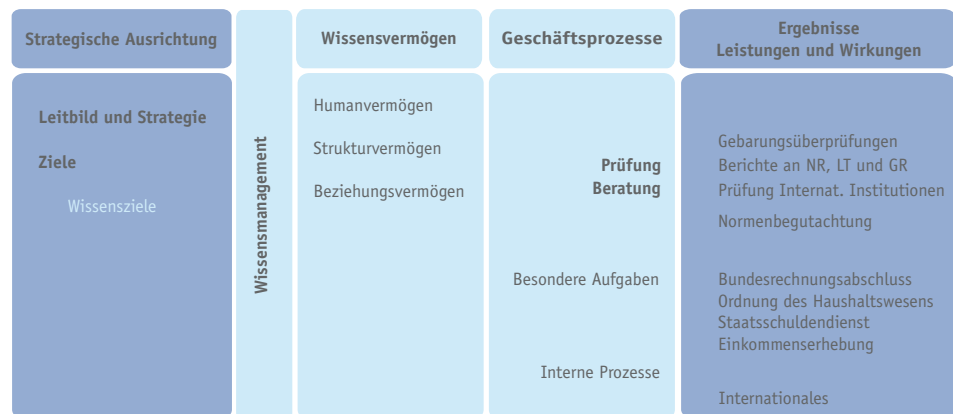 Strategische Ausrichtung
Leitbild und Strategie
Ziele
Wissensziele
Wissensmanagement
Wissensvermögen
Humanvermögen
Strukturvermögen
Beziehungsvermögen
Geschäftsprozesse
Prüfung
Beratung
Besondere Aufgaben
Interne Prozesse
Ergebnisse
Leistungen und Wirkungen
Gebarungsüberprüfungen
Berichte an NR, LT und GR
Prüfung Internat. Institutionen
Normenbegutachtung
Bundesrechnungsabschluss
Ordnung des Haushaltswesens
Staatsschuldendienst
Einkommenserhebung
Internationales